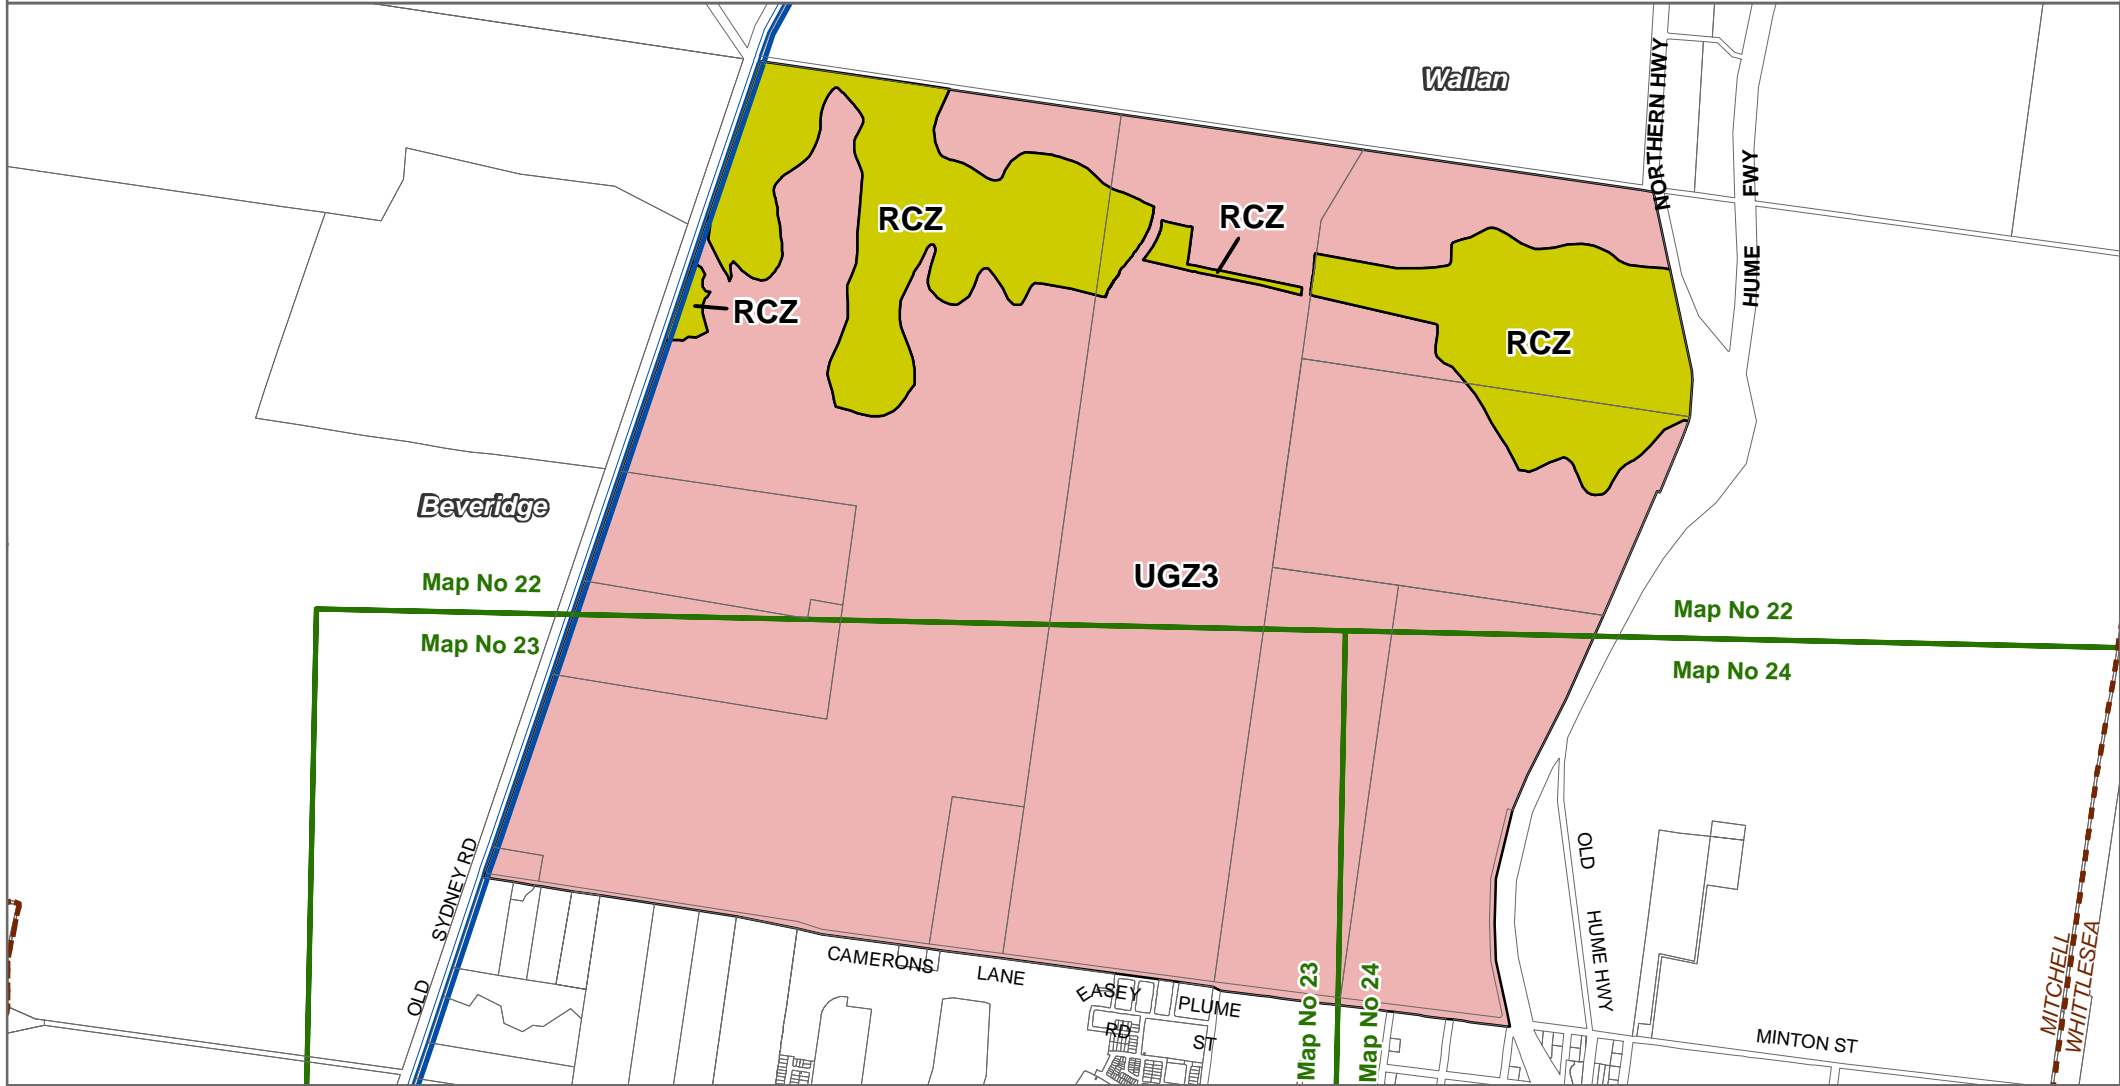 Wallan
NORTHERN HWY
HUME FWY
RCZ
RCZ
RCZ
RCZ
Beveridge
UGZ3
Map No 22
Map No 23
Map No 22
Map No 24
OLD SYDNEY RD
OLD HUME HWY
CAMERONS LANE
EASEY RD
PLUME ST
Map No 23
Map No 24
MINTON ST
MITCHELL
WHITTLESEA